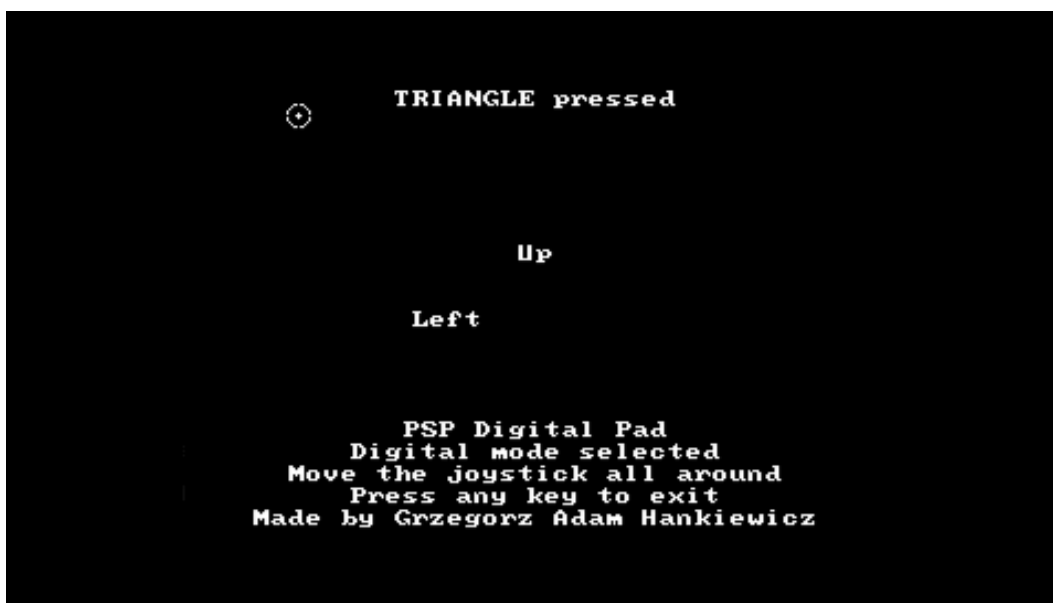 TRIANGLE pressed
Up
Left
PSP Digital Pad
Digital mode selected
Move the joystick all around
Press any key to exit
Made by Grzegorz Adam Hankiewicz